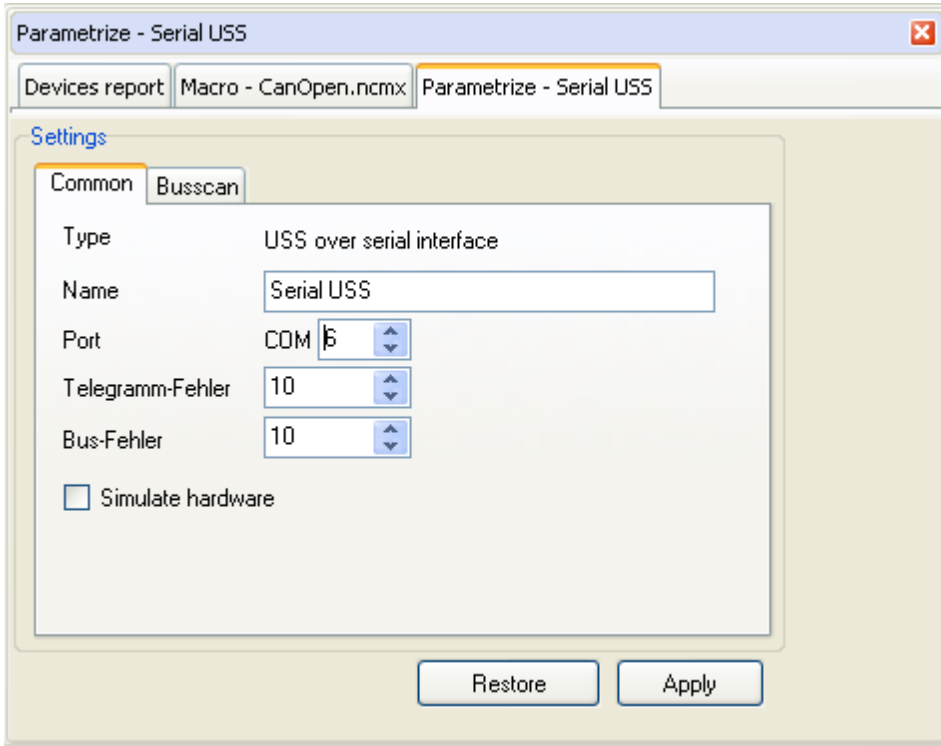 Parametrize - Serial USS
Devices report Macro - CanOpen.ncmx Parametrize - Serial USS
Settings
Common Busscan
Type USS over serial interface
Name Serial USS
Port COM 6
Telegramm-Fehler 10
Bus-Fehler 10
Simulate hardware
Restore Apply